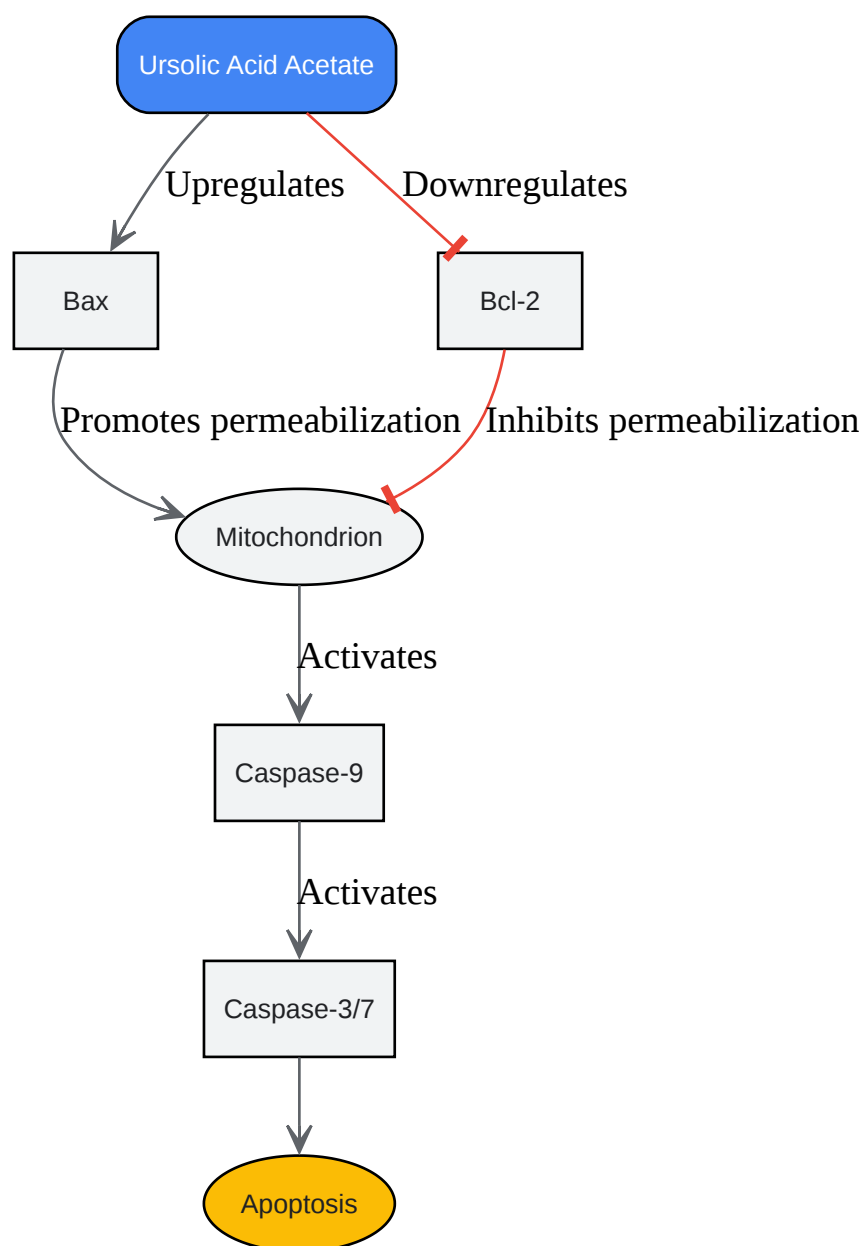 Ursolic Acid Acetate
Upregulates
Downregulates
Bax
Bcl-2
Promotes permeabilization
Inhibits permeabilization
Mitochondrion
Activates
Caspase-9
Activates
Caspase-3/7
Apoptosis